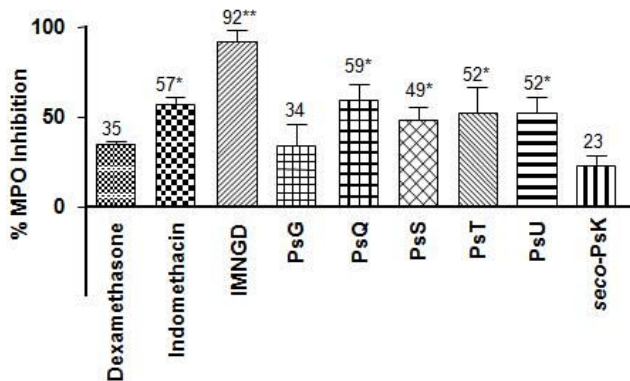 % MPO Inhibition
100
50
0
35
57*
92**
34
59*
49*
52*
52*
23
Dexamethasone
Indomethacin
IMNGD
PsG
PsQ
PsS
PsT
PsU
seco-PsK